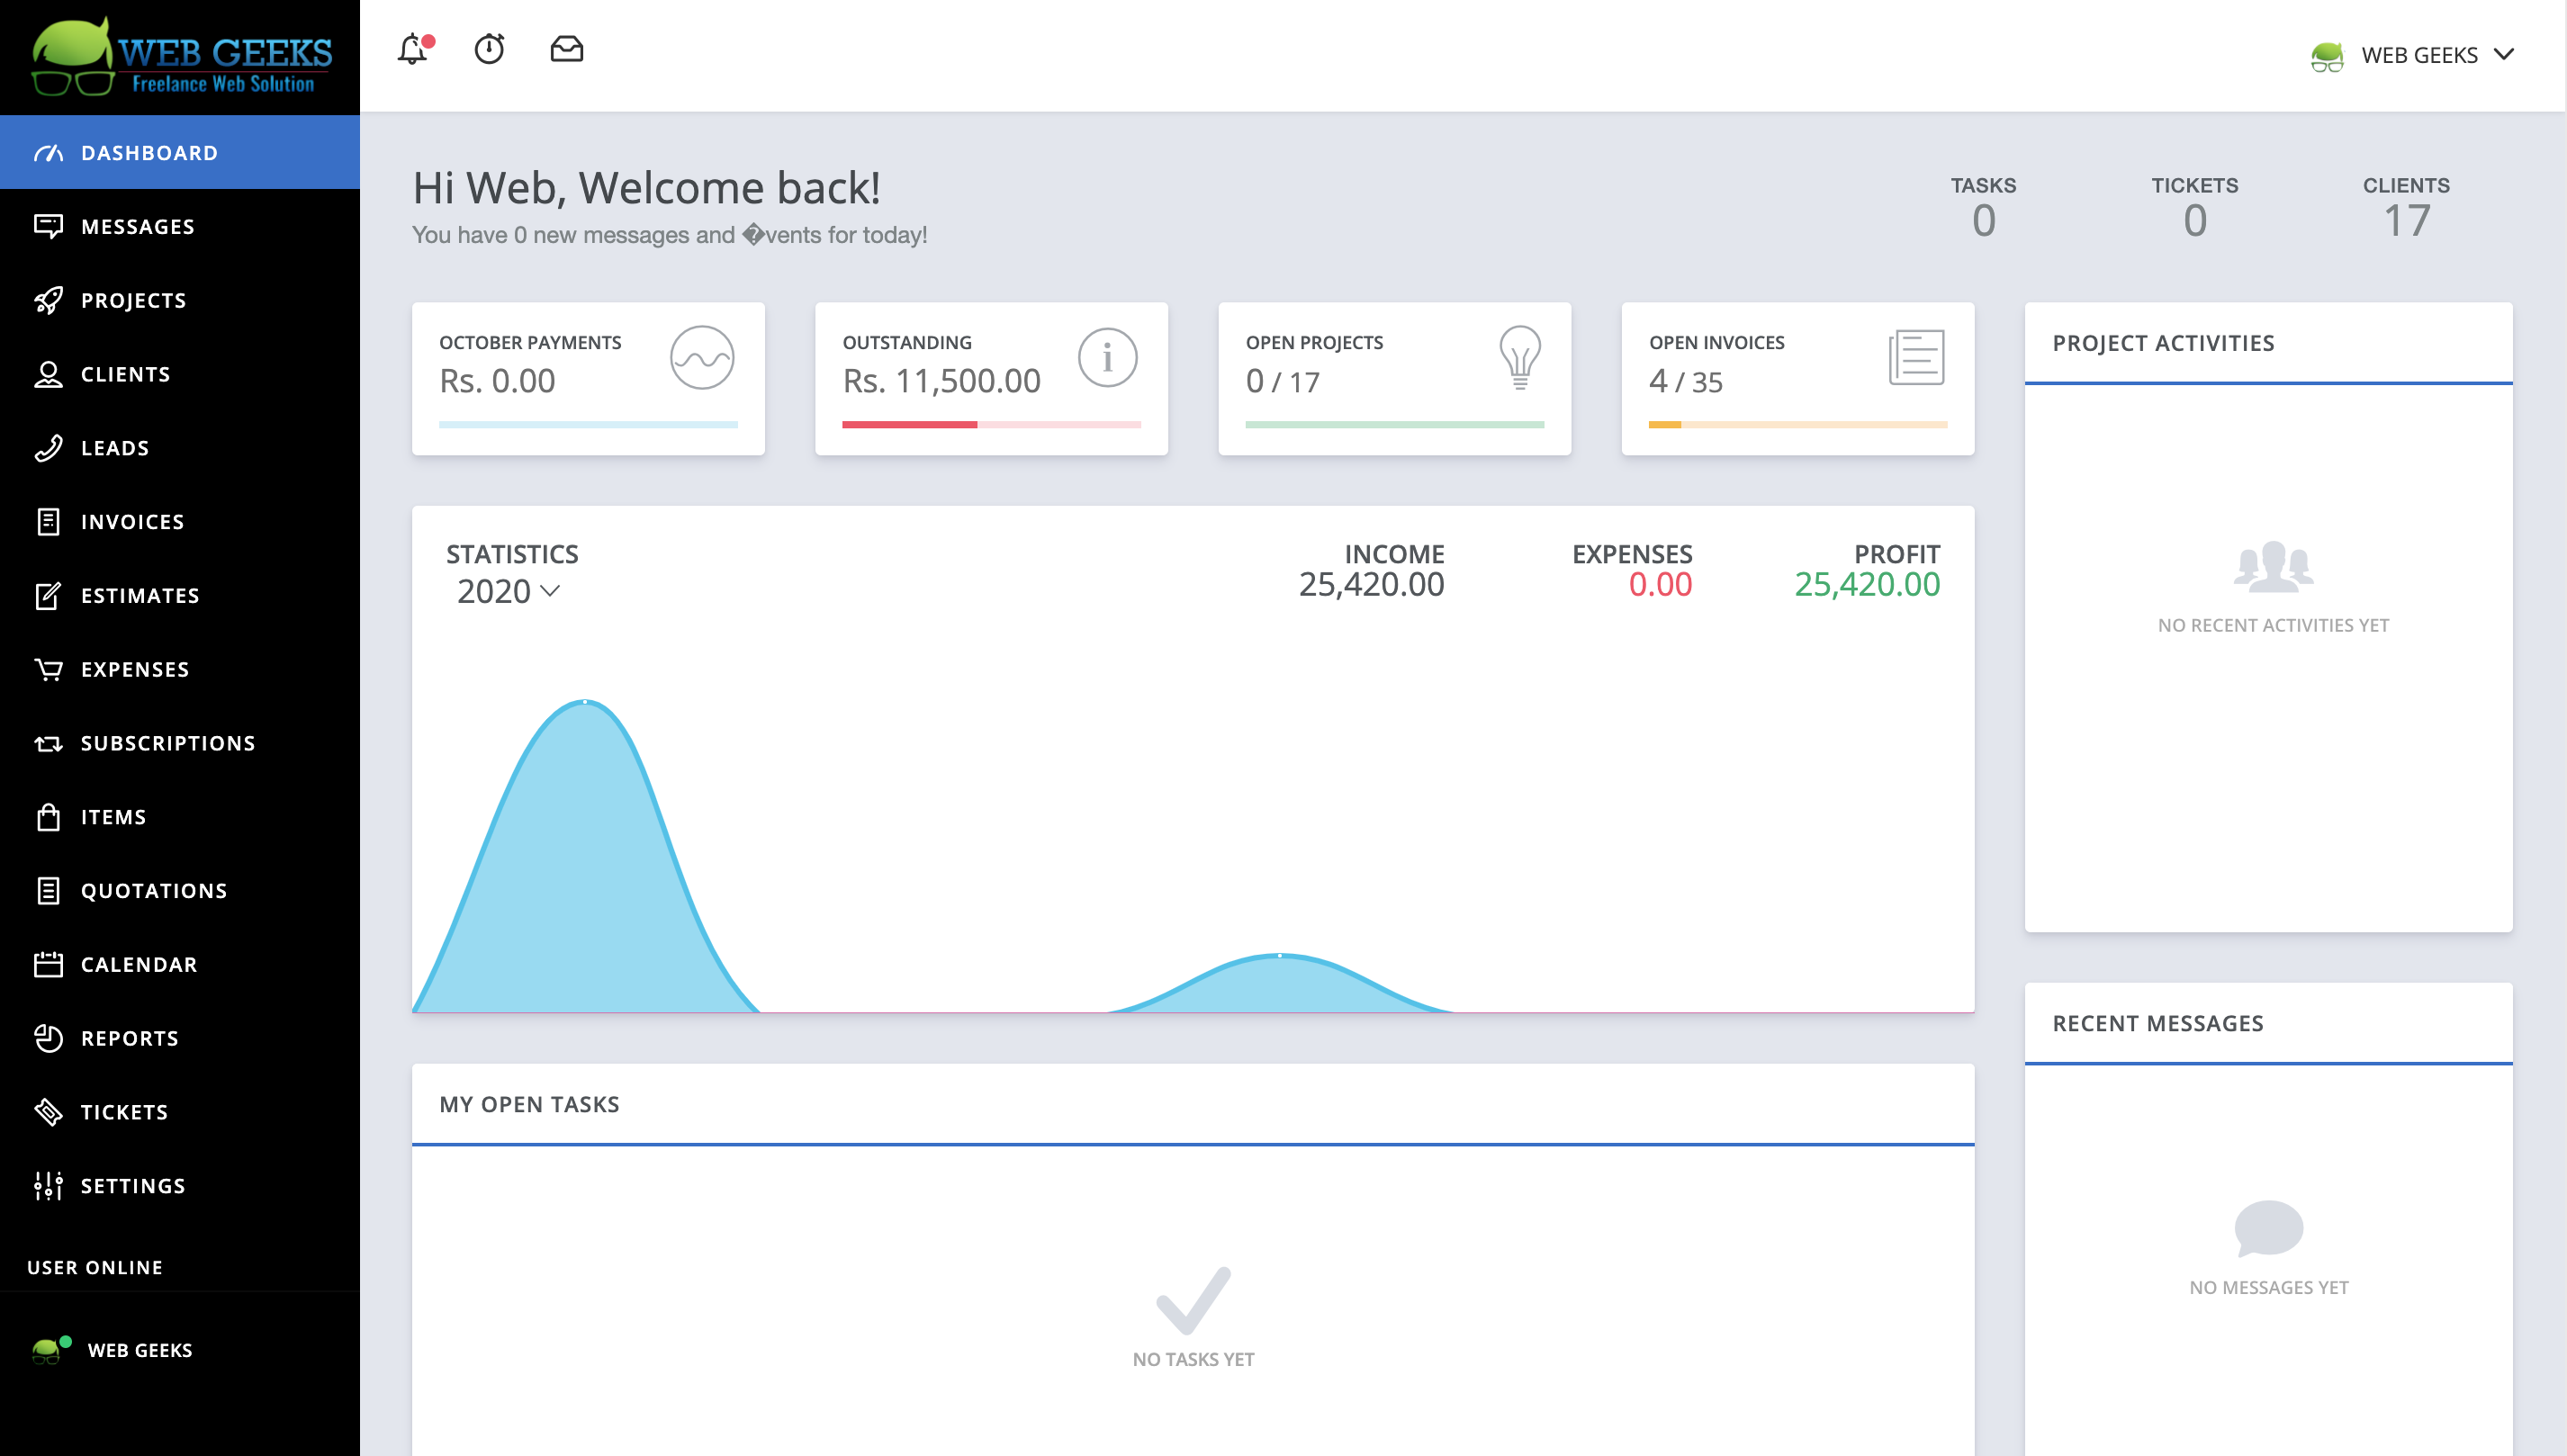 WEB GEEKS
Freelance Web Solution
DASHBOARD
MESSAGES
PROJECTS
CLIENTS
LEADS
INVOICES
ESTIMATES
EXPENSES
SUBSCRIPTIONS
ITEMS
QUOTATIONS
CALENDAR
REPORTS
TICKETS
SETTINGS
USER ONLINE
WEB GEEKS
WEB GEEKS
Hi Web, Welcome back!
You have 0 new messages and �vents for today!
TASKS
0
TICKETS
0
CLIENTS
17
OCTOBER PAYMENTS
Rs. 0.00
OUTSTANDING
Rs. 11,500.00
OPEN PROJECTS
0 / 17
OPEN INVOICES
4 / 35
STATISTICS
2020
INCOME
25,420.00
EXPENSES
0.00
PROFIT
25,420.00
MY OPEN TASKS
NO TASKS YET
PROJECT ACTIVITIES
NO RECENT ACTIVITIES YET
RECENT MESSAGES
NO MESSAGES YET